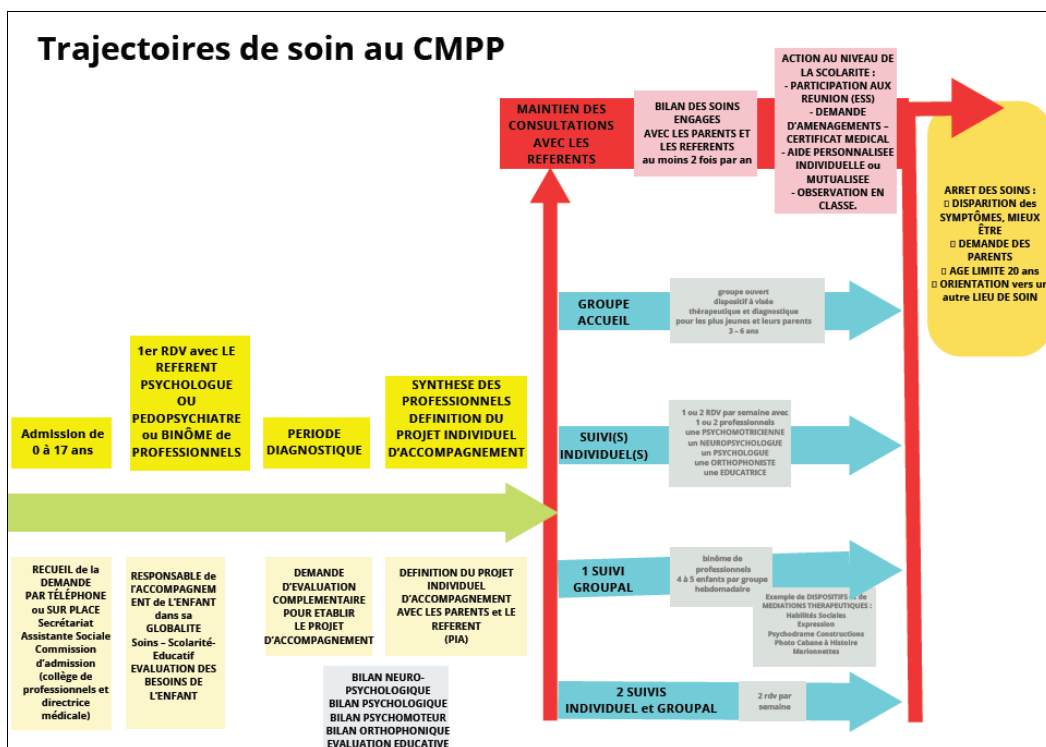 Trajectoires de soin au CMPP
Admission de
0 à 17 ans
1er RDV avec LE
REFERENT
PSYCHOLOGUE
OU
PEDOPSYCHIATRE
ou BINÔME de
PROFESSIONNELS
PERIODE
DIAGNOSTIQUE
SYNTHESE DES
PROFESSIONNELS
DEFINITION DU
PROJET INDIVIDUEL
D'ACCOMPAGNEMENT
RECUEIL de la
DEMANDE
PAR TÉLÉPHONE
ou SUR PLACE
Secrétariat
Assistante Sociale
Commission
d'admission
(collège de
professionnels et
directrice
médicale)
RESPONSABLE de
l'ACCOMPAGNEM
ENT de L'ENFANT
dans sa
GLOBALITE
Soins – Scolarité-
Educatif
EVALUATION DES
BESOINS DE
L'ENFANT
DEMANDE
D'EVALUATION
COMPLEMENTAIRE
POUR ETABLIR
LE PROJET
D'ACCOMPAGNEMENT
DEFINITION DU PROJET
INDIVIDUEL
D'ACCOMPAGNEMENT
AVEC LES PARENTS et LE
REFERENT
(PIA)
BILAN NEURO-
PSYCHOLOGIQUE
BILAN PSYCHOLOGIQUE
BILAN PSYCHOMOTEUR
BILAN ORTHOPHONIQUE
EVALUATION EDUCATIVE
MAINTIEN DES
CONSULTATIONS
AVEC LES
REFERENTS
BILAN DES SOINS
ENGAGES
AVEC LES PARENTS ET
LES REFERENTS
au moins 2 fois par an
ACTION AU NIVEAU DE
LA SCOLARITE :
- PARTICIPATION AUX
REUNION (ESS)
- DEMANDE
D'AMENAGEMENTS –
CERTIFICAT MEDICAL
- AIDE PERSONNALISEE
INDIVIDUELLE ou
MUTUALISEE
- OBSERVATION EN
CLASSE.
GROUPE
ACCUEIL
groupe ouvert
dispositif à visée
thérapeutique et diagnostique
pour les plus jeunes et leurs parents
3 – 6 ans
SUIVI(S)
INDIVIDUEL(S)
1 ou 2 RDV par semaine avec
1 ou 2 professionnels
une PSYCHOMOTRICIENNE
un NEUROPSYCHOLOGUE
un PSYCHOLOGUE
une ORTHOPHONISTE
une EDUCATRICE
1 SUIVI
GROUPAL
binôme de
professionnels
4 à 5 enfants par groupe
hebdomadaire
Exemple de DISPOSITIFS et de
MEDIATIONS THERAPEUTIQUES :
Habilités Sociales
Expression
Psychodrame Constructions
Photo Cabane à Histoire
Marionnettes
2 SUIVIS
INDIVIDUEL et GROUPAL
2 rdv par
semaine
ARRET DES SOINS :
▯ DISPARITION des
SYMPTÔMES, MIEUX
ÊTRE
▯ DEMANDE DES
PARENTS
▯ AGE LIMITE 20 ans
▯ ORIENTATION vers un
autre LIEU DE SOIN